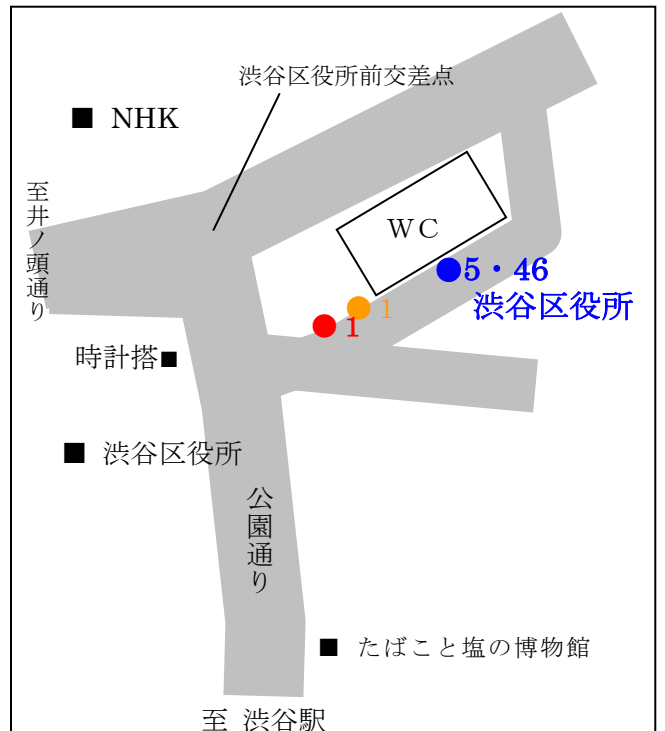 渋谷区役所前交差点
■ NHK
至井ノ頭通り
WC
5・46
渋谷区役所
1
1
時計搭■
■ 渋谷区役所
公園通り
■ たばこと塩の博物館
至 渋谷駅